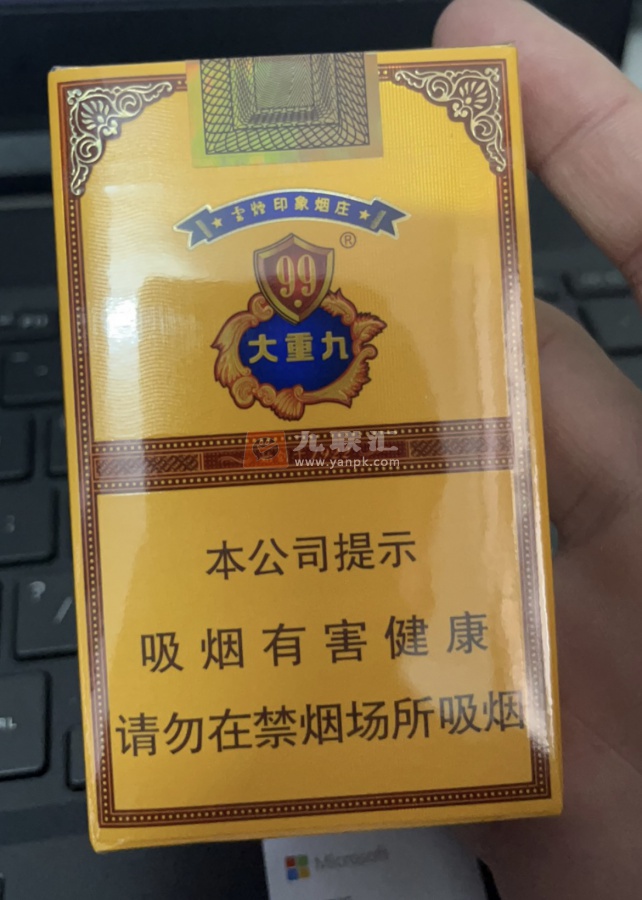 云烟印象烟庄
®
99
大重九
九联汇
www.yanpk.com
本公司提示
吸烟有害健康
请勿在禁烟场所吸烟
Microsoft